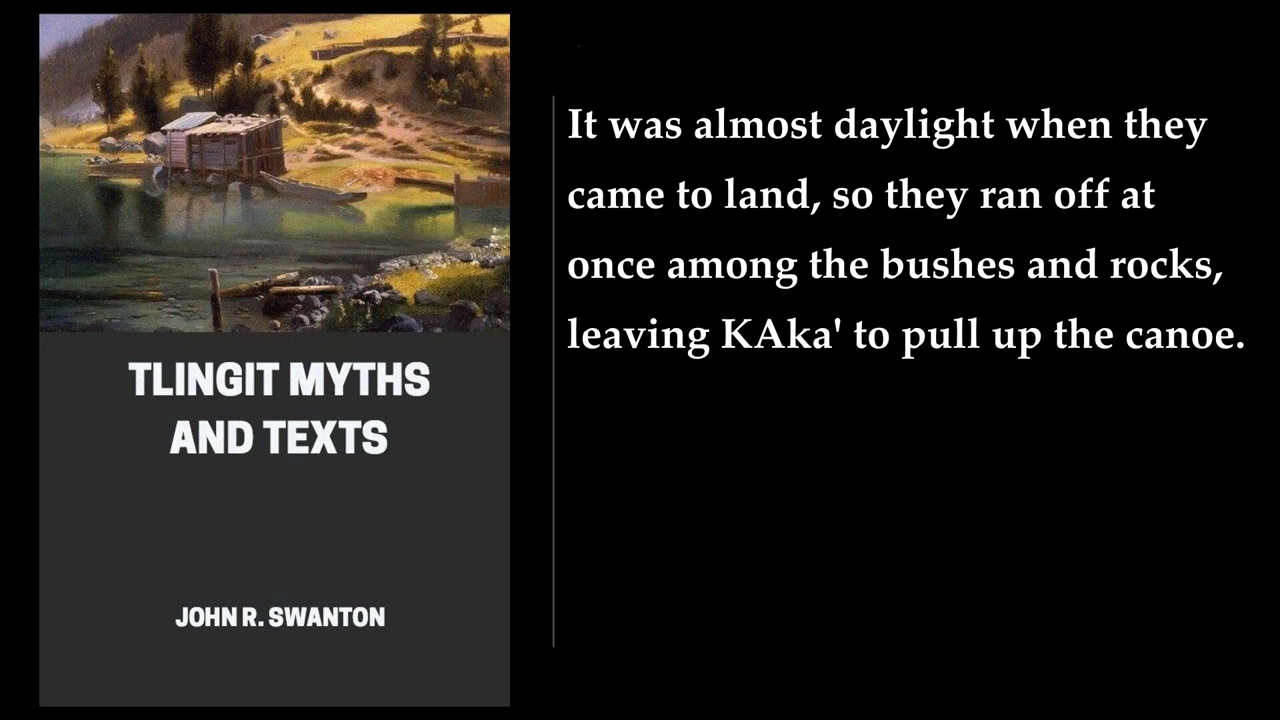 TLINGIT MYTHS
AND TEXTS
JOHN R. SWANTON
It was almost daylight when they
came to land, so they ran off at
once among the bushes and rocks,
leaving KAka' to pull up the canoe.